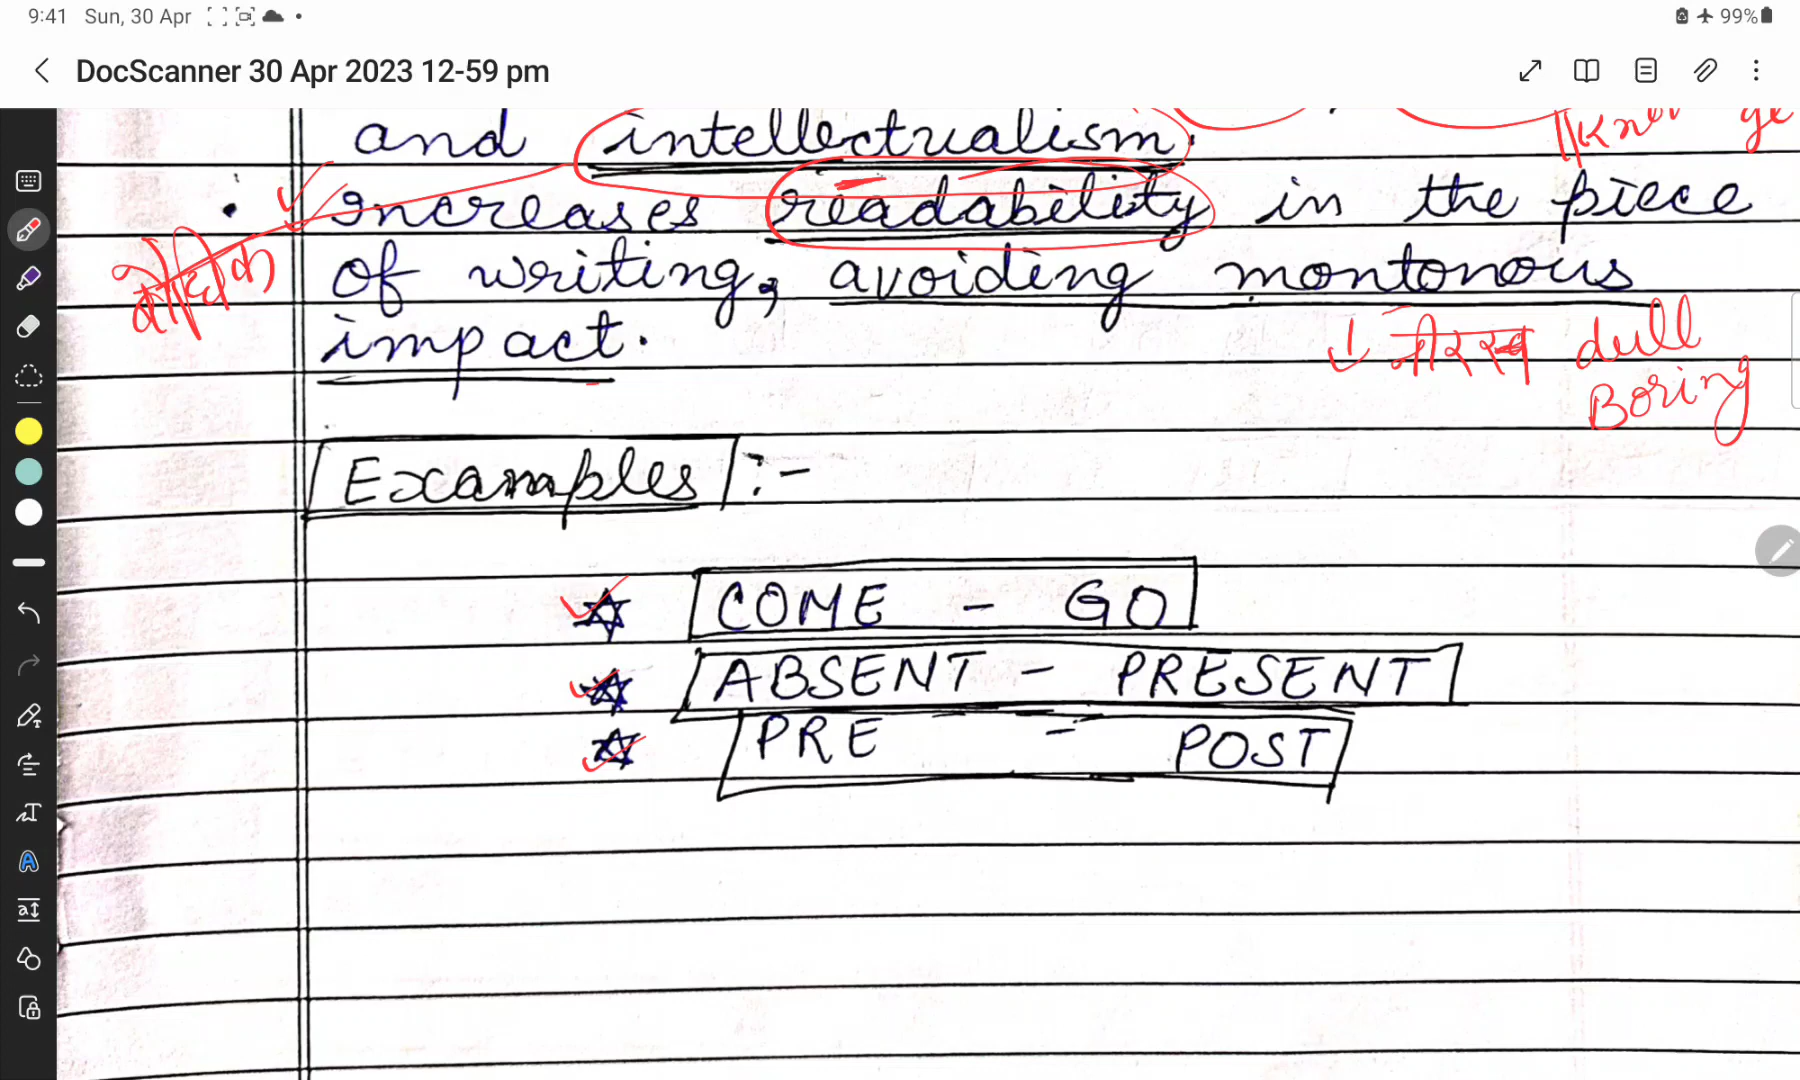 9:41 Sun, 30 Apr
99%
DocScanner 30 Apr 2023 12-59 pm
and intellectualism.
• Increases readability in the piece
of writing, avoiding montonous
impact.
नीरस dull
Boring
Examples :-
COME - GO
ABSENT - PRESENT
PRE - POST